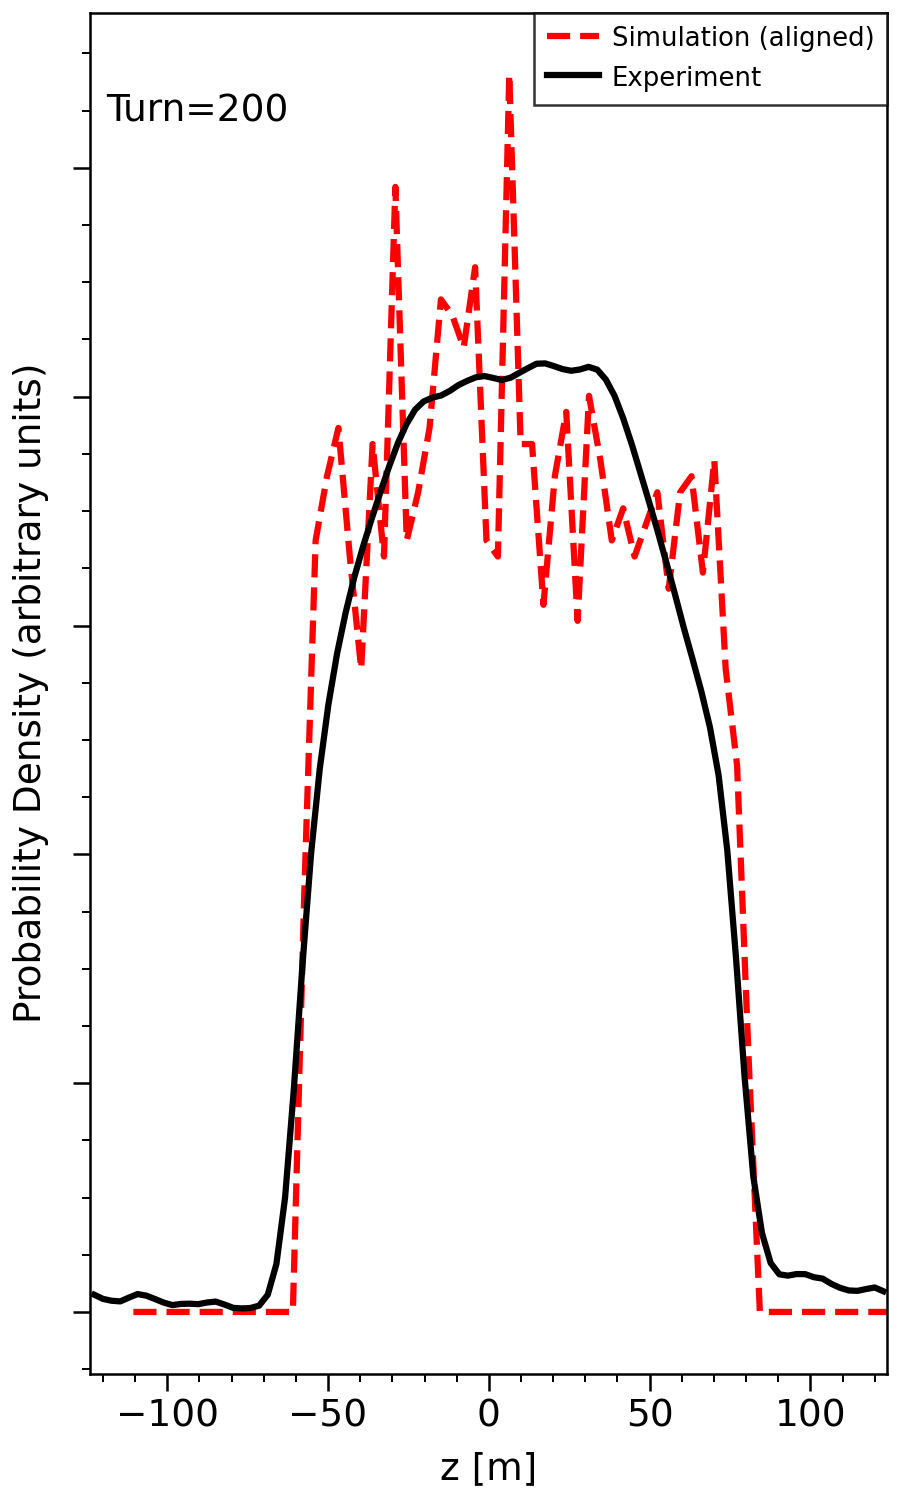 Simulation (aligned)
Experiment
Turn=200
Probability Density (arbitrary units)
−100
−50
0
50
100
z [m]